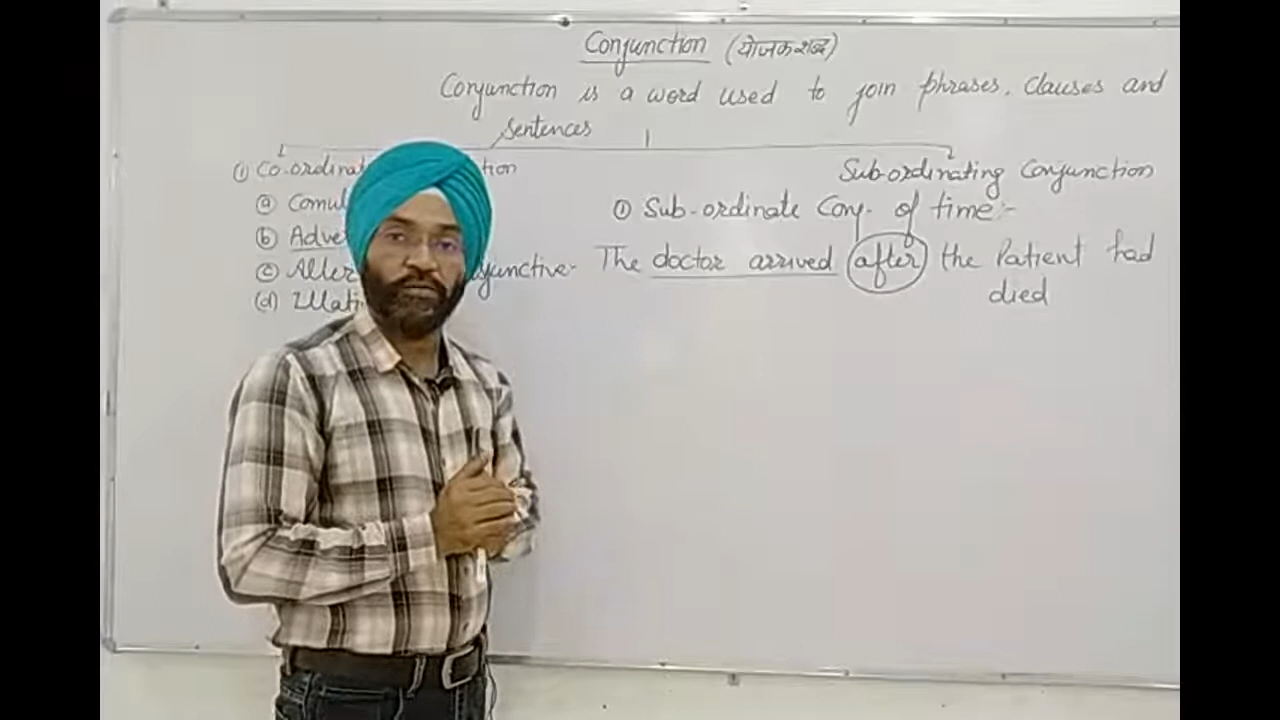 Conjunction (योजक शब्द)
Conjunction is a word used to join phrases, Clauses and
Sentences
① Co-ordinat tion
Sub-ordinating Conjunction
ⓐ Comul
ⓑ Adve
ⓒ Alter junctive-
(d) Illati
① Sub-ordinate Conj. of time:-
The doctor arrived after the Patient had
died